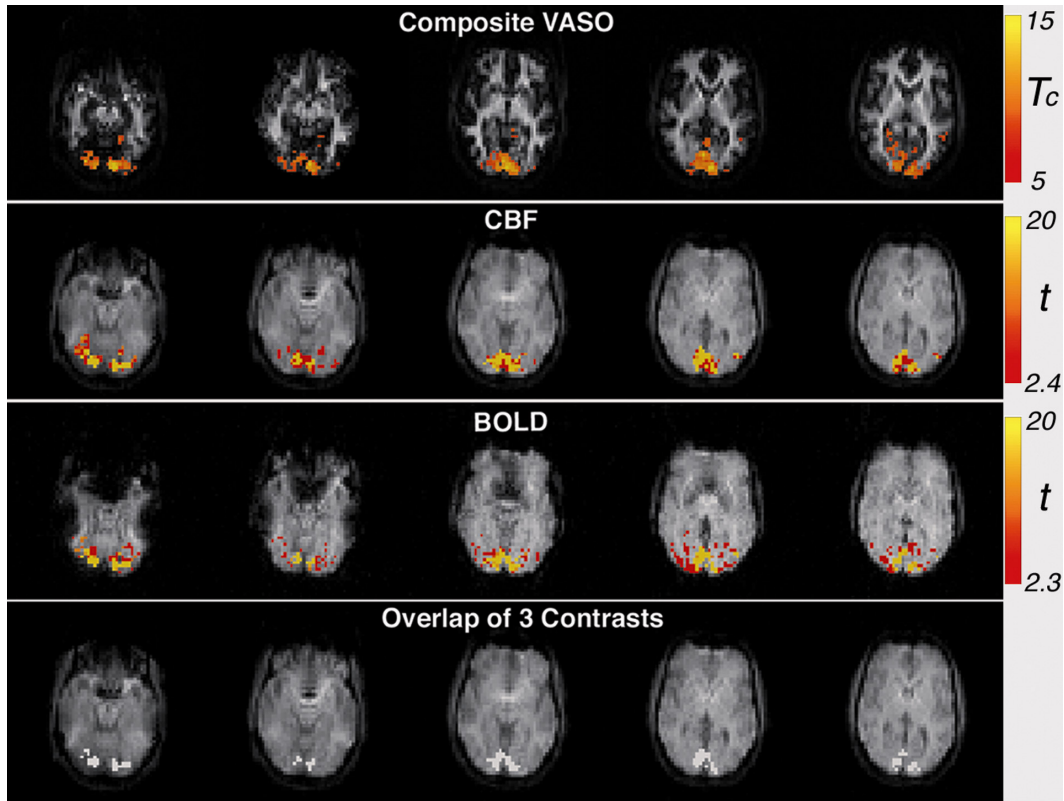 Composite VASO
15
Tc
5
CBF
20
t
2.4
BOLD
20
t
2.3
Overlap of 3 Contrasts